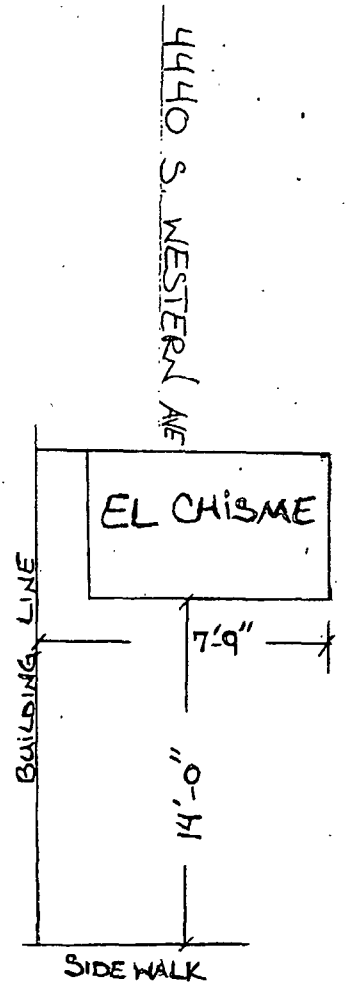 4440 S. WESTERN AVE
EL CHISME
BUILDING LINE
7'-9"
14'-0"
SIDEWALK